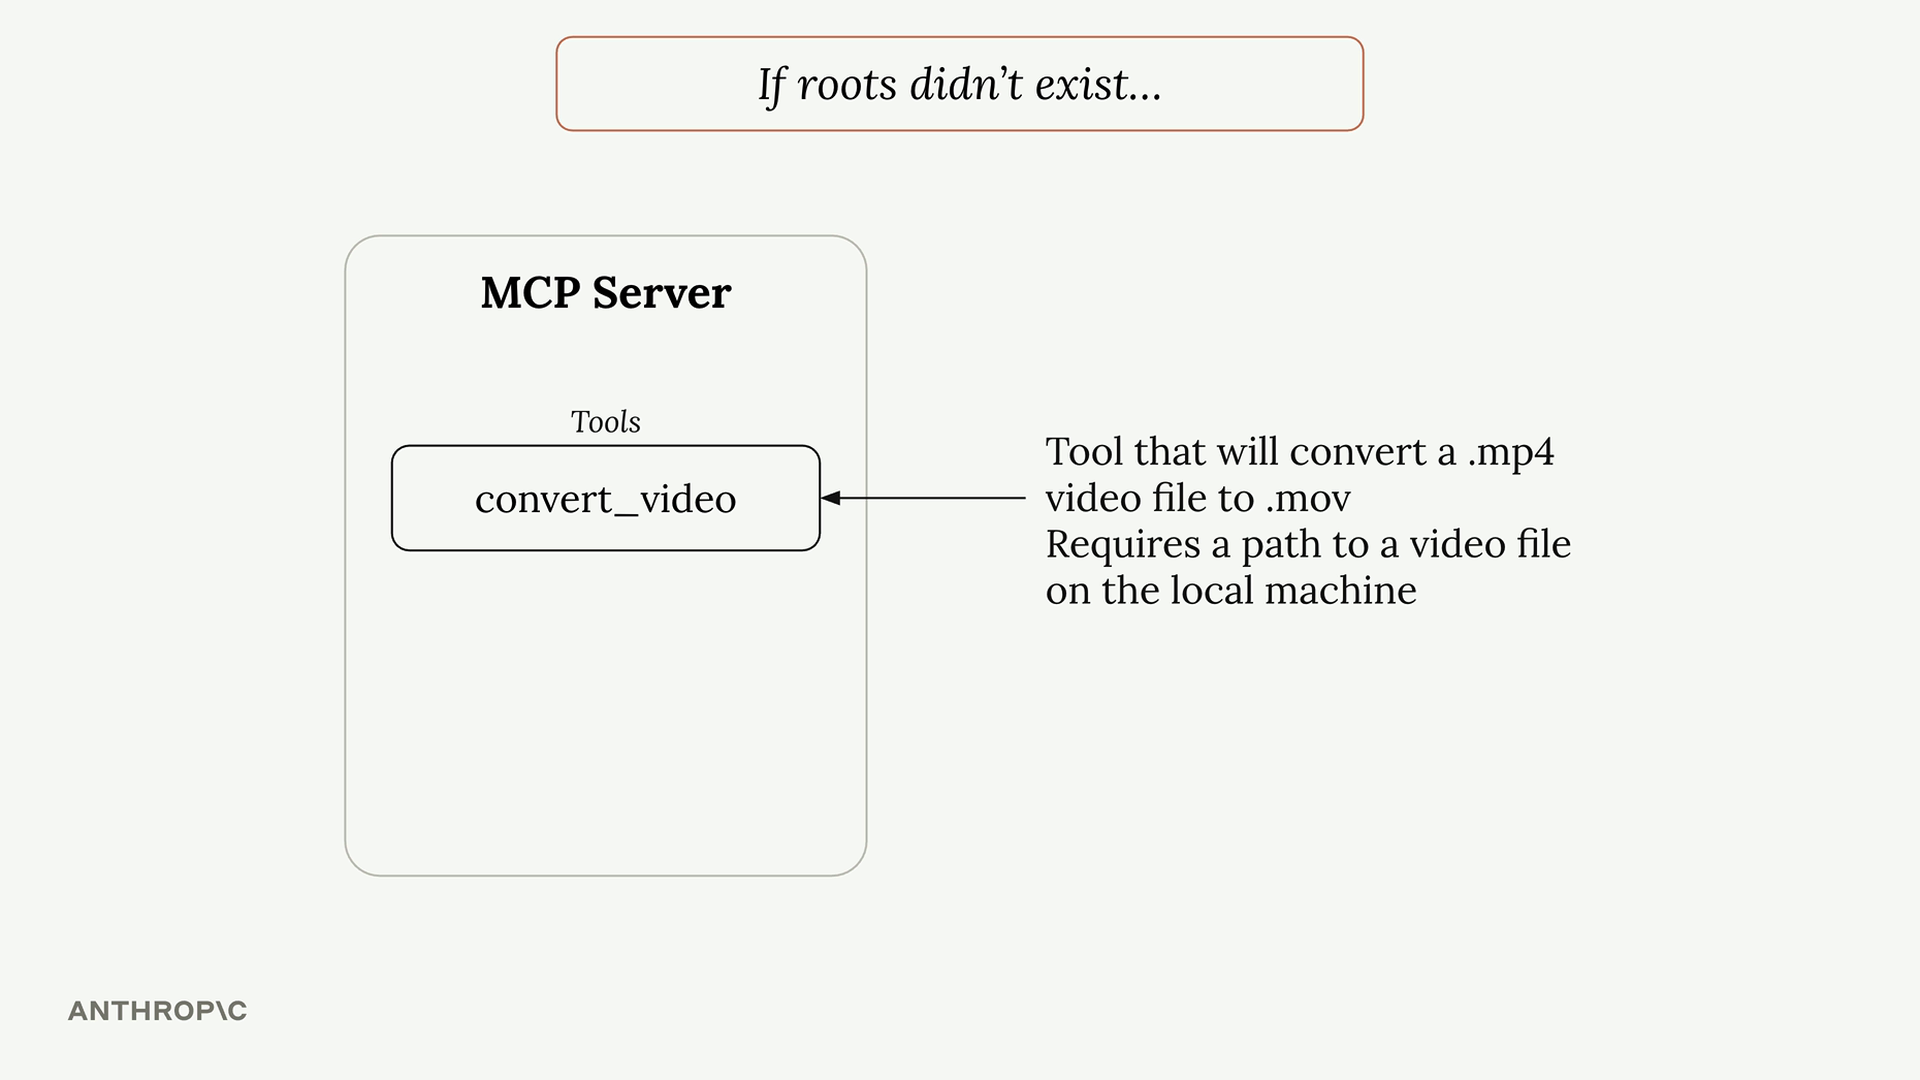 If roots didn’t exist…
MCP Server
Tools
convert_video
Tool that will convert a .mp4
video file to .mov
Requires a path to a video file
on the local machine
ANTHROP\C